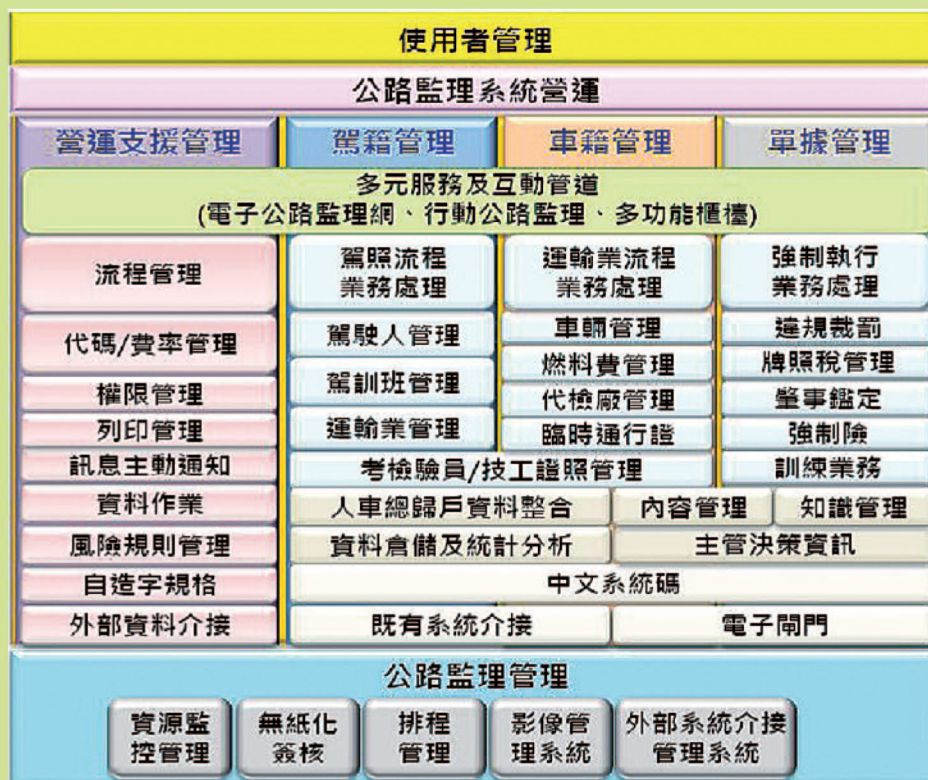 使用者管理
公路監理系統營運
營運支援管理
駕籍管理
車籍管理
單據管理
多元服務及互動管道
(電子公路監理網、行動公路監理、多功能櫃檯)
流程管理
代碼/費率管理
權限管理
列印管理
訊息主動通知
資料作業
風險規則管理
自造字規格
外部資料介接
駕照流程
業務處理
駕駛人管理
駕訓班管理
運輸業管理
運輸業流程
業務處理
車輛管理
燃料費管理
代檢廠管理
臨時通行證
強制執行
業務處理
違規裁罰
牌照稅管理
肇事鑑定
強制險
訓練業務
考檢驗員/技工證照管理
人車總歸戶資料整合
內容管理
知識管理
資料倉儲及統計分析
主管決策資訊
中文系統碼
既有系統介接
電子閘門
公路監理管理
資源監
控管理
無紙化
簽核
排程
管理
影像管
理系統
外部系統介接
管理系統